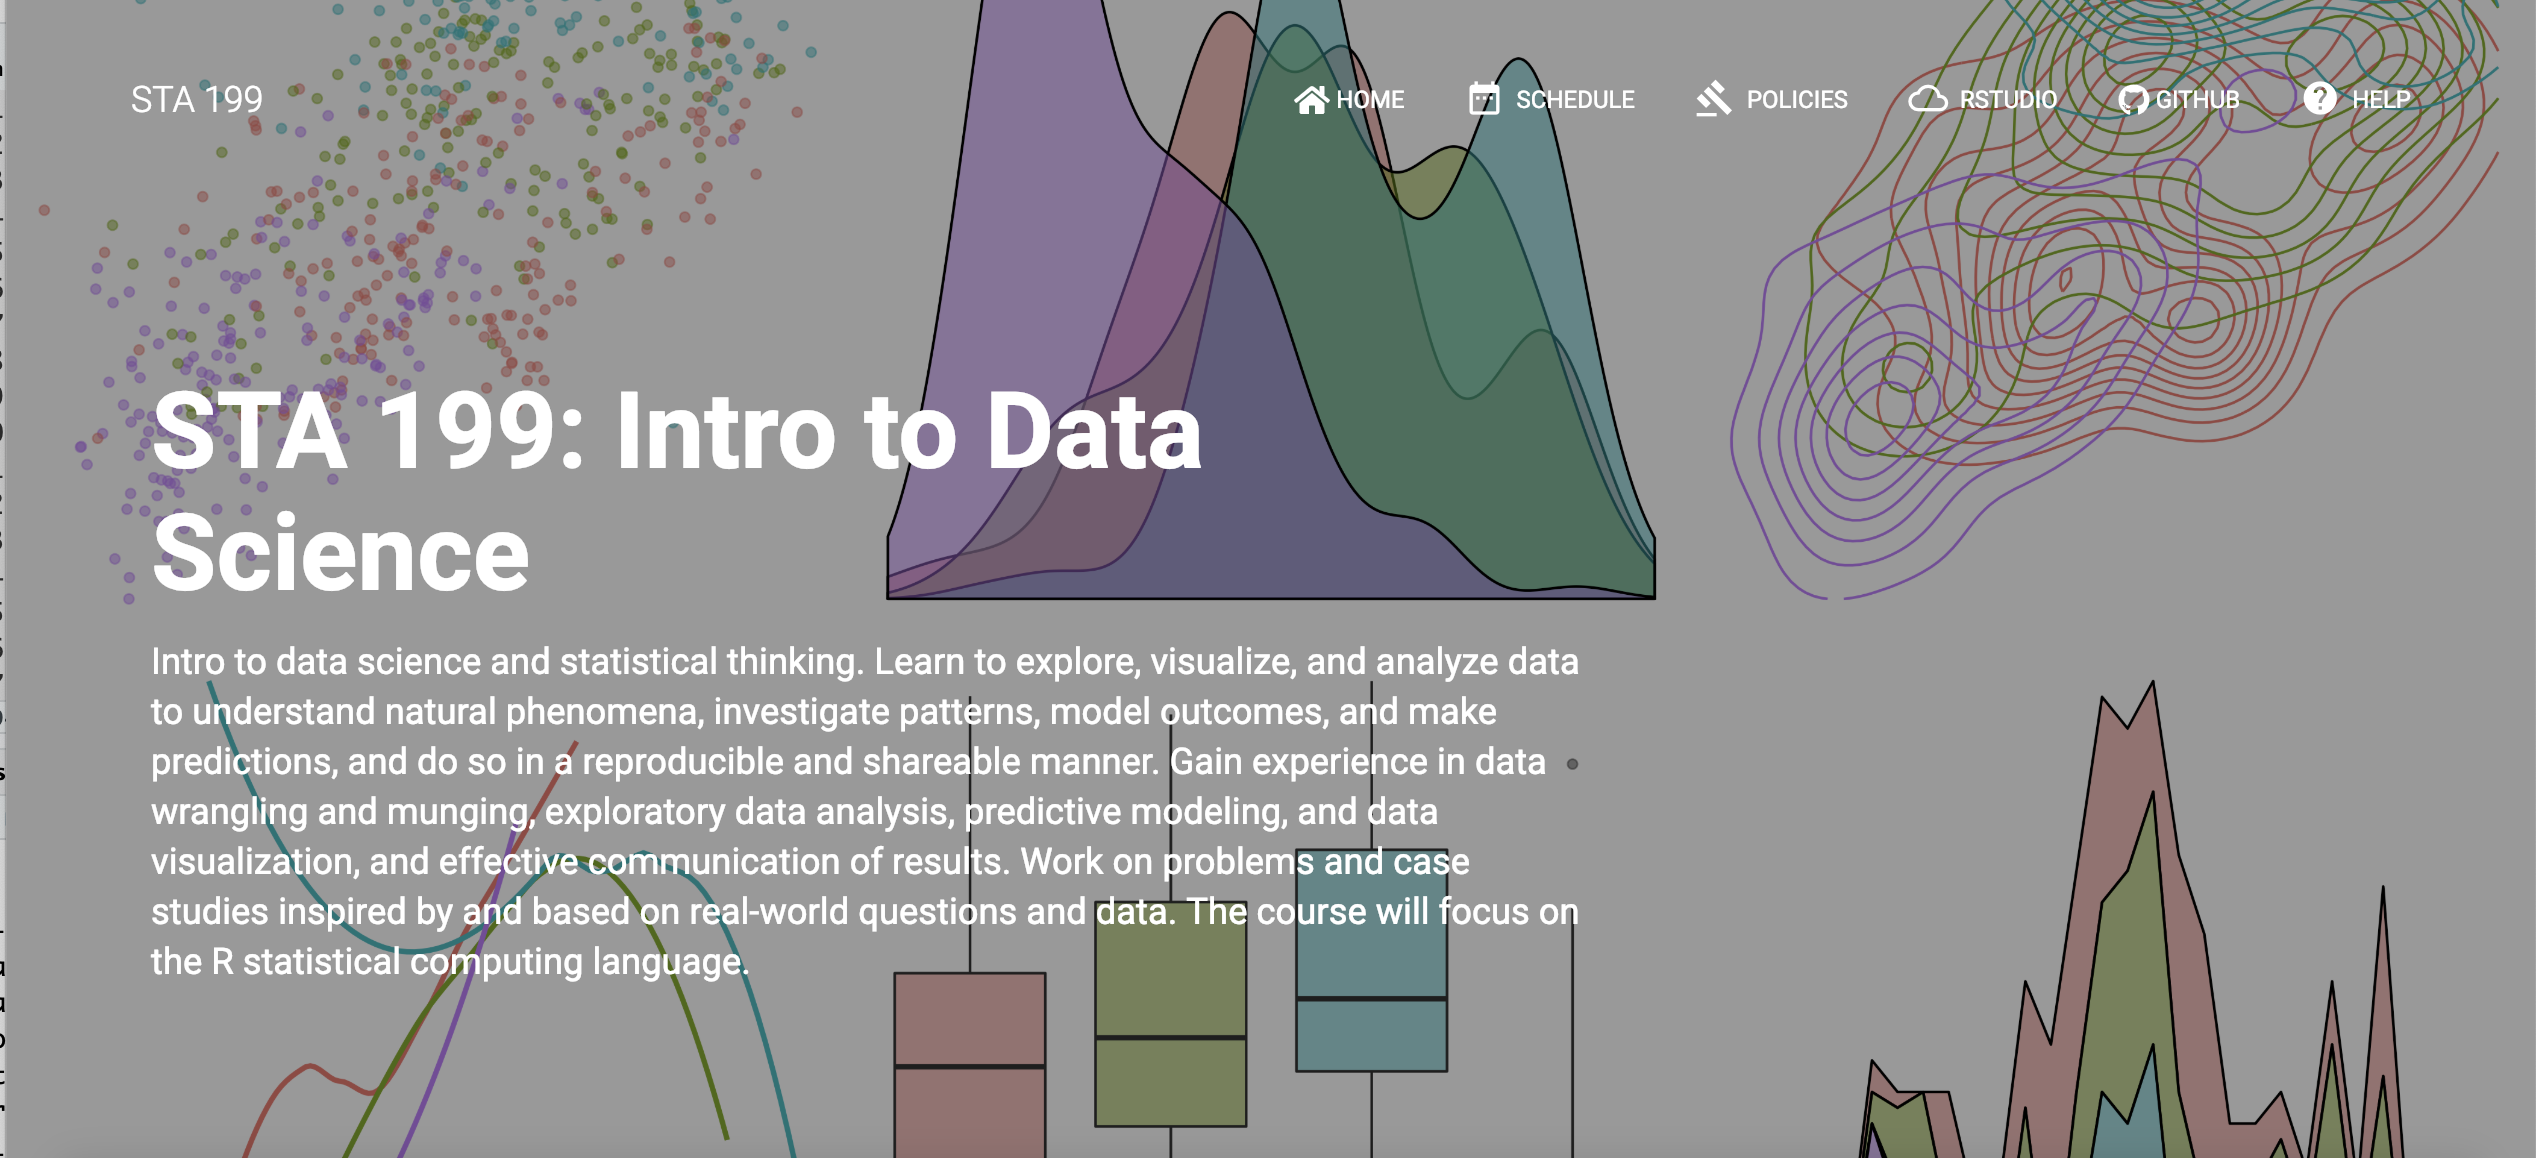 STA 199
HOME SCHEDULE POLICIES RSTUDIO GITHUB HELP
STA 199: Intro to Data
Science
Intro to data science and statistical thinking. Learn to explore, visualize, and analyze data
to understand natural phenomena, investigate patterns, model outcomes, and make
predictions, and do so in a reproducible and shareable manner. Gain experience in data
wrangling and munging, exploratory data analysis, predictive modeling, and data
visualization, and effective communication of results. Work on problems and case
studies inspired by and based on real-world questions and data. The course will focus on
the R statistical computing language.